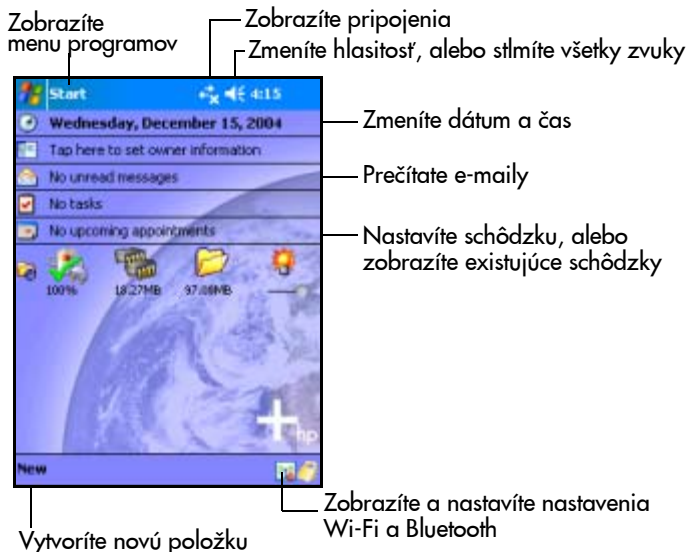 Zobrazíte
menu programov
Zobrazíte pripojenia
Zmeníte hlasitosť, alebo stlmíte všetky zvuky
Start 4:15
Wednesday, December 15, 2004
Zmeníte dátum a čas
Tap here to set owner information
No unread messages
Prečítate e-maily
No tasks
No upcoming appointments
Nastavíte schôdzku, alebo
zobrazíte existujúce schôdzky
100% 18.27MB 97.08MB
hp
New
Zobrazíte a nastavíte nastavenia
Wi-Fi a Bluetooth
Vytvoríte novú položku